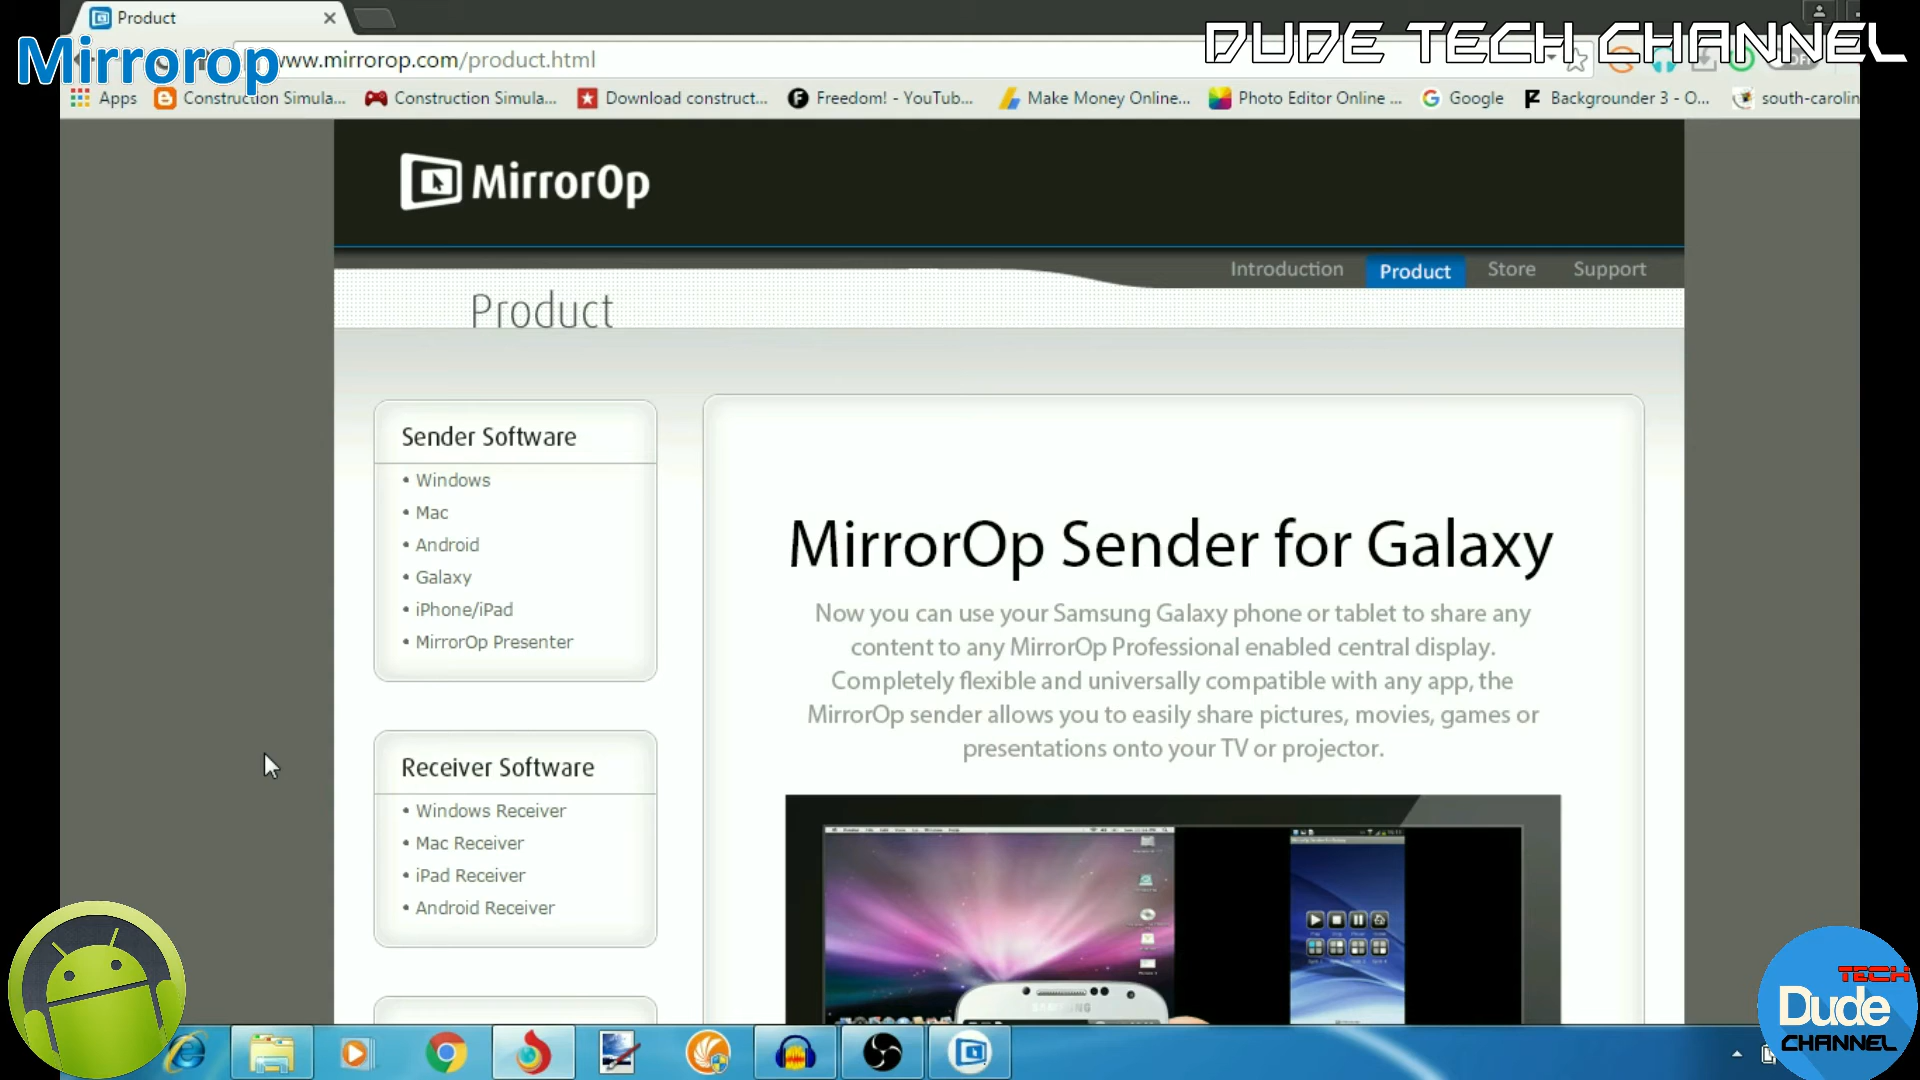 Product
DUDE TECH CHANNEL
Mirrorop
www.mirrorop.com/product.html
Apps
Construction Simula...
Construction Simula...
Download construct...
Freedom! - YouTub...
Make Money Online...
Photo Editor Online ...
Google
Backgrounder 3 - O...
south-carolin
MirrorOp
Introduction
Product
Store
Support
Product
Sender Software
• Windows
• Mac
• Android
• Galaxy
• iPhone/iPad
• MirrorOp Presenter
Receiver Software
• Windows Receiver
• Mac Receiver
• iPad Receiver
• Android Receiver
MirrorOp Sender for Galaxy
Now you can use your Samsung Galaxy phone or tablet to share any
content to any MirrorOp Professional enabled central display.
Completely flexible and universally compatible with any app, the
MirrorOp sender allows you to easily share pictures, movies, games or
presentations onto your TV or projector.
SAMSUNG
TECH
Dude
CHANNEL